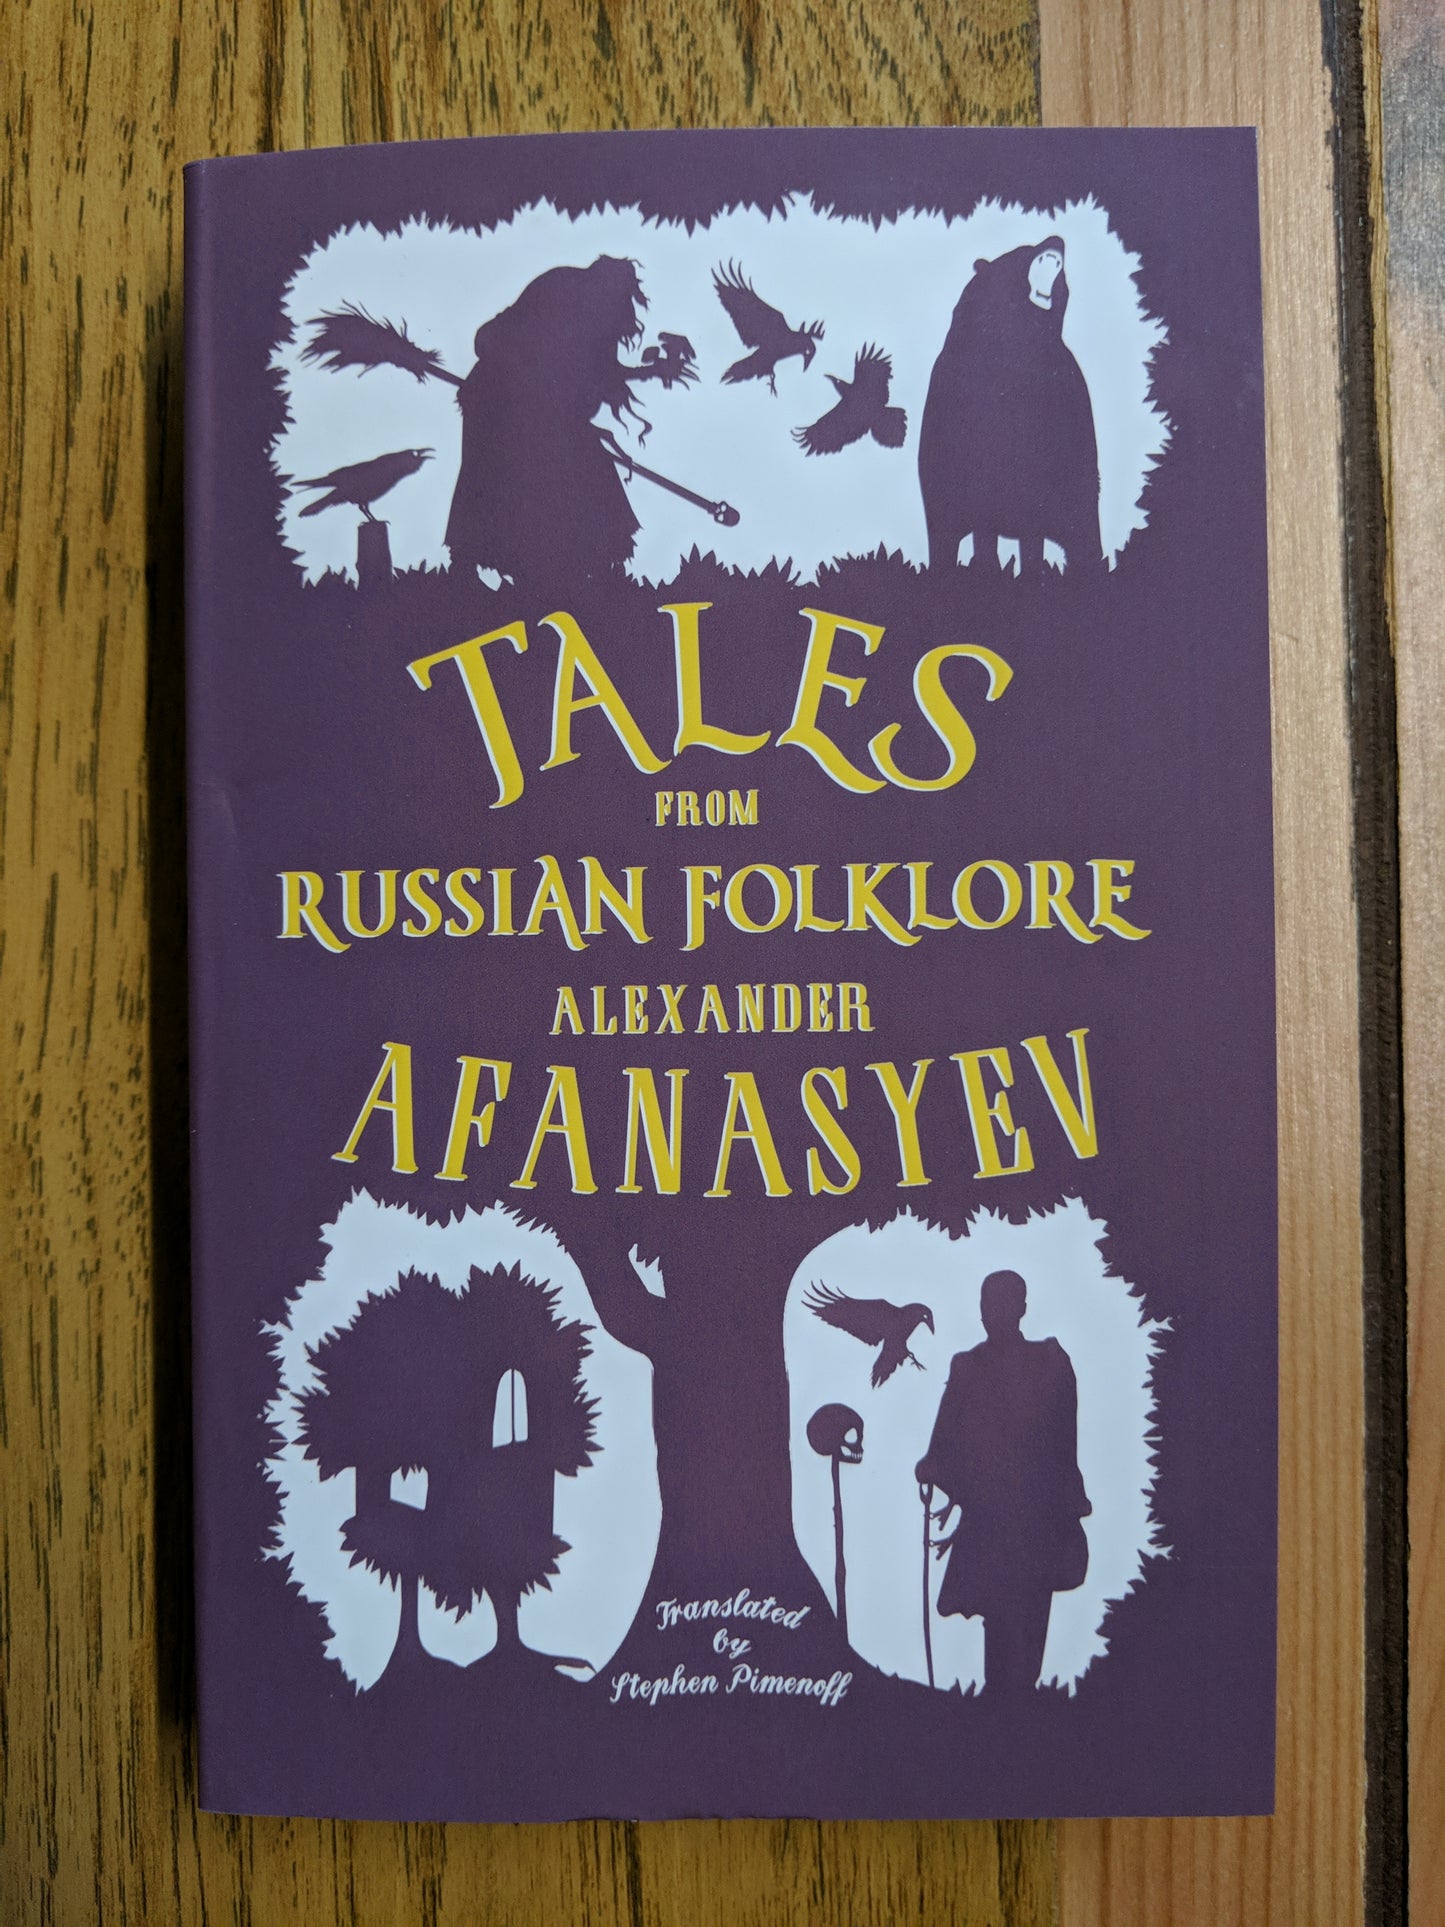 TALES
FROM
RUSSIAN FOLKLORE
ALEXANDER
AFANASYEV
Translated
by
Stephen Pimenoff